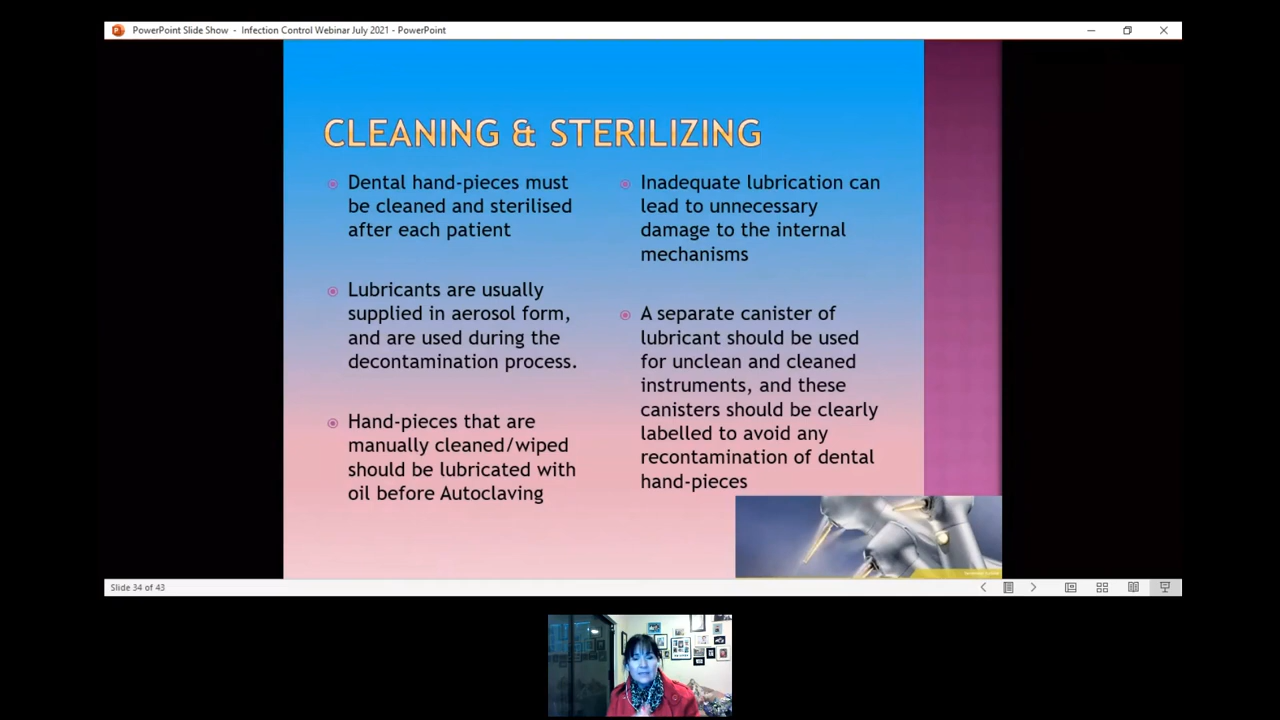 PowerPoint Slide Show - Infection Control Webinar July 2021 - PowerPoint
CLEANING & STERILIZING
Dental hand-pieces must
be cleaned and sterilised
after each patient
Lubricants are usually
supplied in aerosol form,
and are used during the
decontamination process.
Hand-pieces that are
manually cleaned/wiped
should be lubricated with
oil before Autoclaving
Inadequate lubrication can
lead to unnecessary
damage to the internal
mechanisms
A separate canister of
lubricant should be used
for unclean and cleaned
instruments, and these
canisters should be clearly
labelled to avoid any
recontamination of dental
hand-pieces
Slide 34 of 43